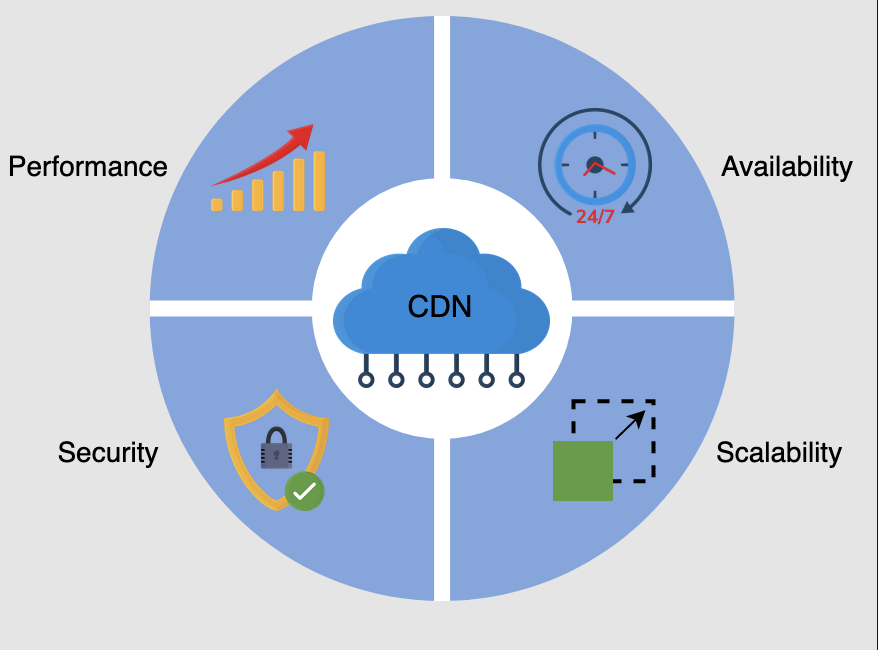 Performance
Availability
24/7
CDN
Security
Scalability